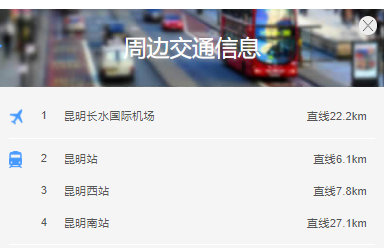 周边交通信息
1 昆明长水国际机场 直线22.2km
2 昆明站 直线6.1km
3 昆明西站 直线7.8km
4 昆明南站 直线27.1km